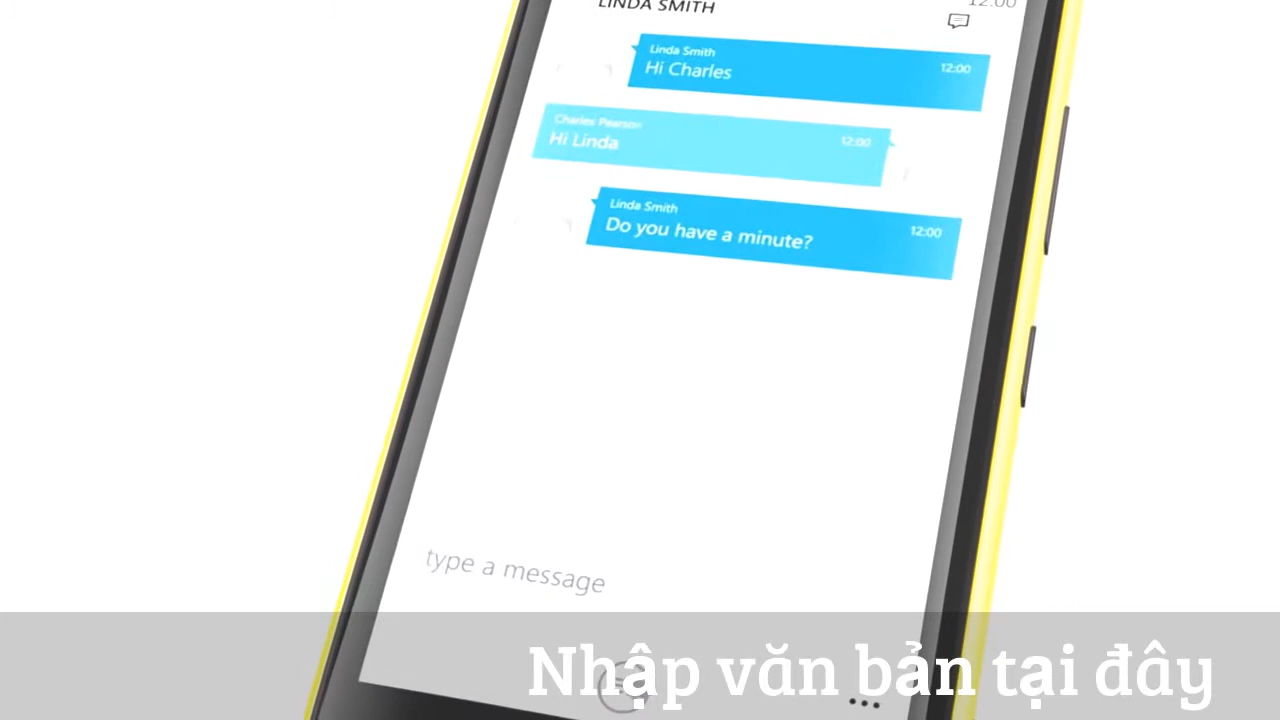 LINDA SMITH
12:00
Linda Smith
Hi Charles
12:00
Charles Pearson
Hi Linda
12:00
Linda Smith
Do you have a minute?
12:00
type a message
Nhập văn bản tại đây